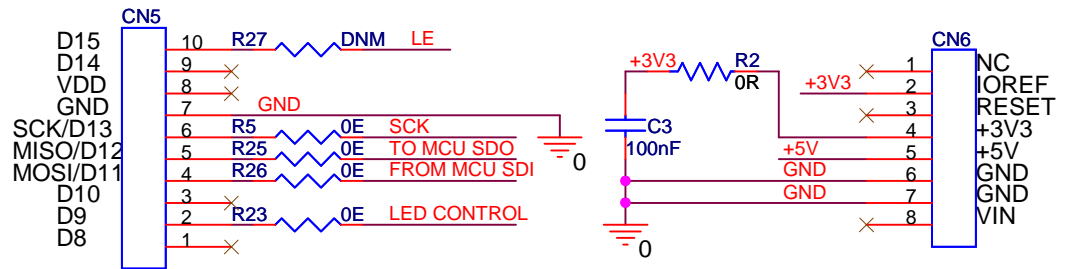 CN5
D15 10 R27 DNM LE
D14 9
VDD 8
GND 7 GND
SCK/D13 6 R5 0E SCK
MISO/D12 5 R25 0E TO MCU SDO
MOSI/D11 4 R26 0E FROM MCU SDI
D10 3
D9 2 R23 0E LED CONTROL
D8 1
0
CN6
+3V3 R2 1 NC
0R +3V3 2 IOREF
3 RESET
C3 4 +3V3
100nF +5V 5 +5V
GND 6 GND
GND 7 GND
8 VIN
0